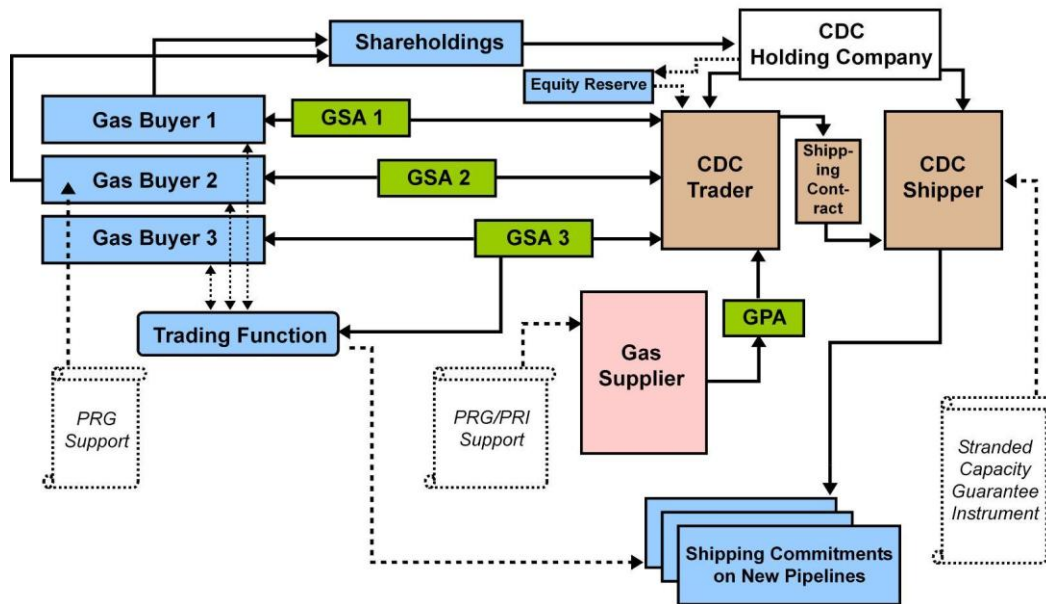 Shareholdings
CDC
Holding Company
Equity Reserve
Gas Buyer 1
GSA 1
CDC
Trader
Shipp-
ing
Con-
tract
CDC
Shipper
Gas Buyer 2
GSA 2
Gas Buyer 3
GSA 3
Trading Function
GPA
Gas
Supplier
PRG
Support
PRG/PRI
Support
Stranded
Capacity
Guarantee
Instrument
Shipping Commitments
on New Pipelines